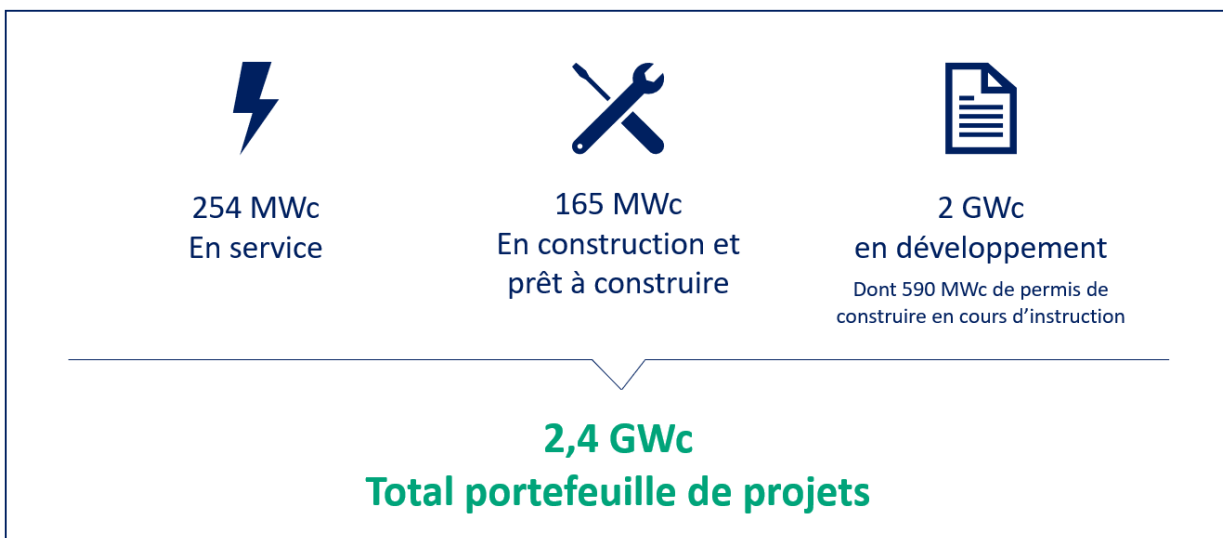 254 MWc
En service
165 MWc
En construction et
prêt à construire
2 GWc
en développement
Dont 590 MWc de permis de
construire en cours d’instruction
2,4 GWc
Total portefeuille de projets